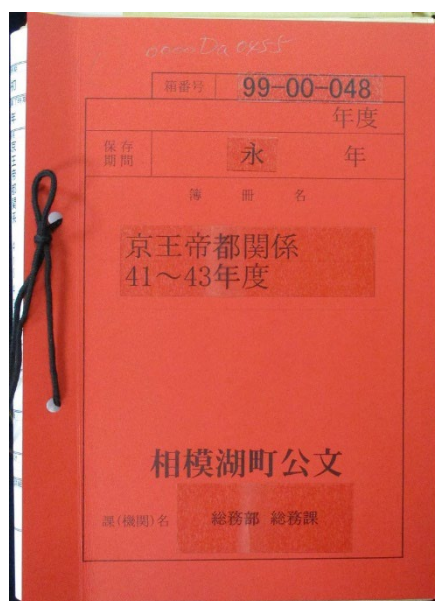 0000Da0455
箱番号 99-00-048
年度
保存期間 永 年
簿冊名
京王帝都関係
41～43年度
相模湖町公文
課(機関)名 総務部 総務課